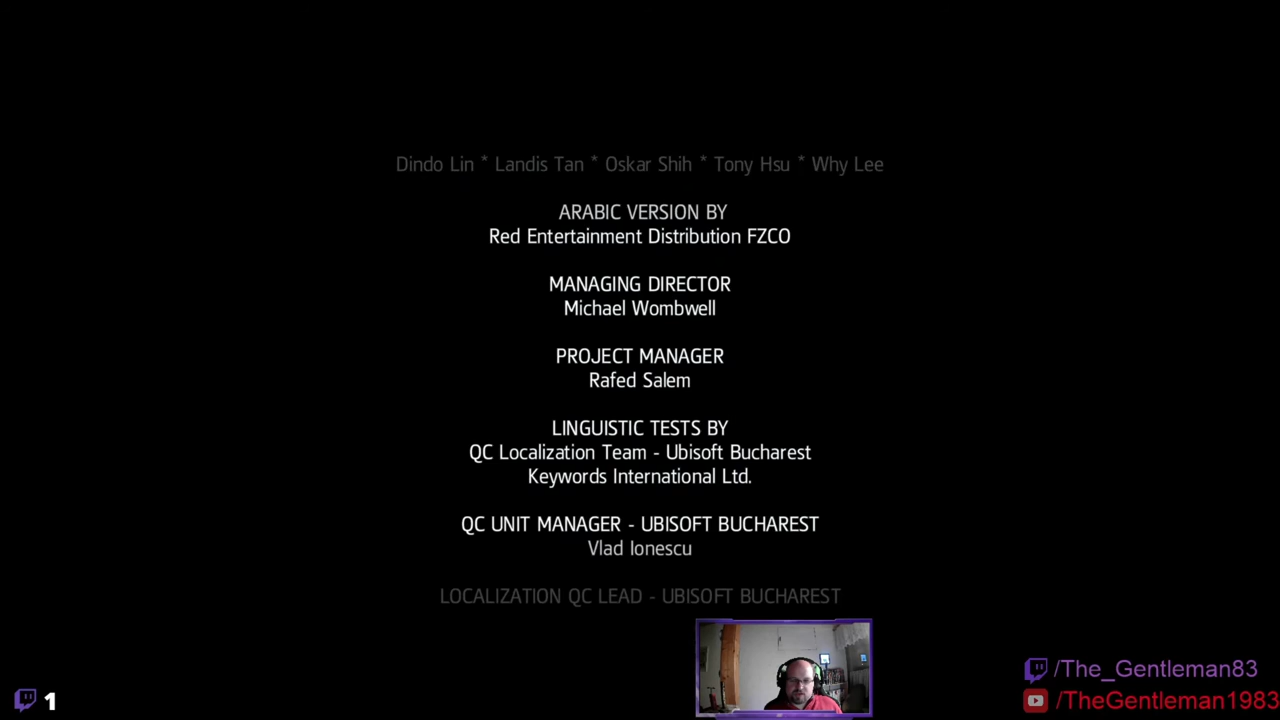 Dindo Lin * Landis Tan * Oskar Shih * Tony Hsu * Why Lee
ARABIC VERSION BY
Red Entertainment Distribution FZCO
MANAGING DIRECTOR
Michael Wombwell
PROJECT MANAGER
Rafed Salem
LINGUISTIC TESTS BY
QC Localization Team - Ubisoft Bucharest
Keywords International Ltd.
QC UNIT MANAGER - UBISOFT BUCHAREST
Vlad Ionescu
LOCALIZATION QC LEAD - UBISOFT BUCHAREST
/The_Gentleman83
1
/TheGentleman1983